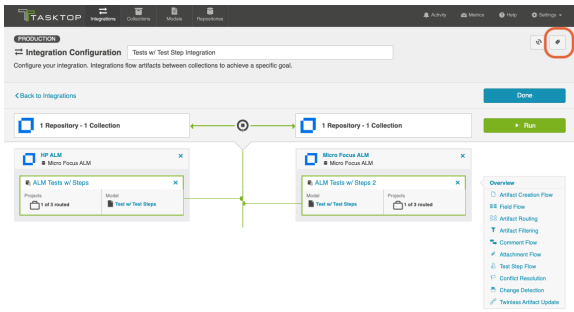 TASKTOP
Integrations
Collections
Models
Repositories
Activity
Metrics
Help
Settings
PRODUCTION
Integration Configuration
Tests w/ Test Step Integration
Configure your integration. Integrations flow artifacts between collections to achieve a specific goal.
Back to Integrations
Done
1 Repository - 1 Collection
1 Repository - 1 Collection
Run
HP ALM
Micro Focus ALM
Micro Focus ALM
Micro Focus ALM
ALM Tests w/ Steps
Projects
1 of 3 routed
Model
Test w/ Test Steps
ALM Tests w/ Steps 2
Model
Test w/ Test Steps
Projects
1 of 3 routed
Overview
Artifact Creation Flow
Field Flow
Artifact Routing
Artifact Filtering
Comment Flow
Attachment Flow
Test Step Flow
Conflict Resolution
Change Detection
Twinless Artifact Update